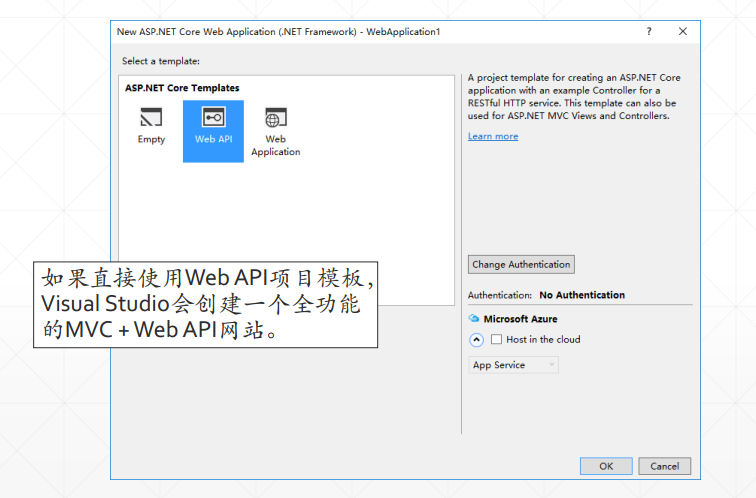 New ASP.NET Core Web Application (.NET Framework) - WebApplication1
?
Select a template:
ASP.NET Core Templates
Empty
Web API
Web
Application
A project template for creating an ASP.NET Core
application with an example Controller for a
RESTful HTTP service. This template can also be
used for ASP.NET MVC Views and Controllers.
Learn more
Change Authentication
Authentication: No Authentication
Microsoft Azure
Host in the cloud
App Service
如果直接使用Web API项目模板，
Visual Studio会创建一个全功能
的MVC + Web API网站。
OK
Cancel